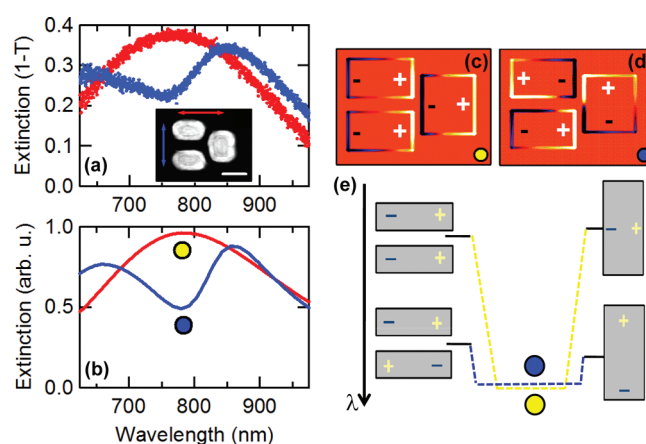 Extinction (1-T)
0.4
0.3
0.2
0.1
0.0
(a)
700 800 900
Extinction (arb. u.)
1.0
0.5
0.0
(b)
700 800 900
Wavelength (nm)
(c)
- +
- +
- +
(d)
+ -
- +
+
-
(e)
λ
- +
- +
- +
+ -
- +
+
-